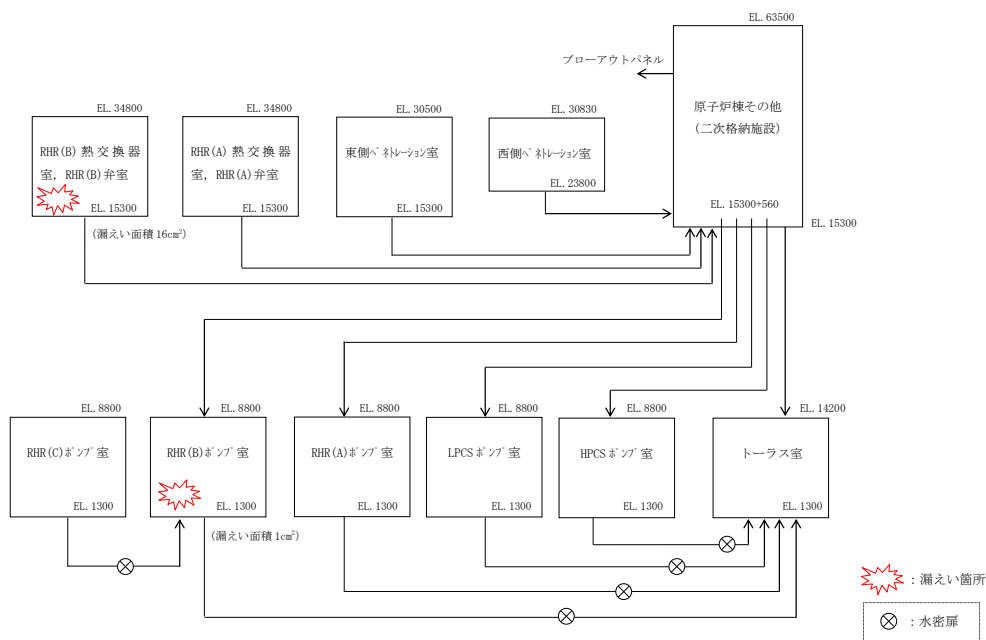 EL. 63500
ブローアウトパネル
原子炉棟その他
(二次格納施設)
EL. 15300+560
EL. 15300
EL. 34800
RHR(B) 熱 交 換 器
室，RHR(B)弁室
EL. 15300
(漏えい面積 16cm²)
EL. 34800
RHR(A) 熱 交 換 器
室，RHR(A)弁室
EL. 15300
EL. 30500
東側ﾍﾟﾈﾄﾚｰｼｮﾝ室
EL. 15300
EL. 30830
西側ﾍﾟﾈﾄﾚｰｼｮﾝ室
EL. 23800
EL. 8800
RHR(C)ﾎﾟﾝﾌﾟ室
EL. 1300
EL. 8800
RHR(B)ﾎﾟﾝﾌﾟ室
EL. 1300
(漏えい面積 1cm²)
EL. 8800
RHR(A)ﾎﾟﾝﾌﾟ室
EL. 1300
EL. 8800
LPCSﾎﾟﾝﾌﾟ室
EL. 1300
EL. 8800
HPCSﾎﾟﾝﾌﾟ室
EL. 1300
EL. 14200
トーラス室
EL. 1300
：漏えい箇所
：水密扉